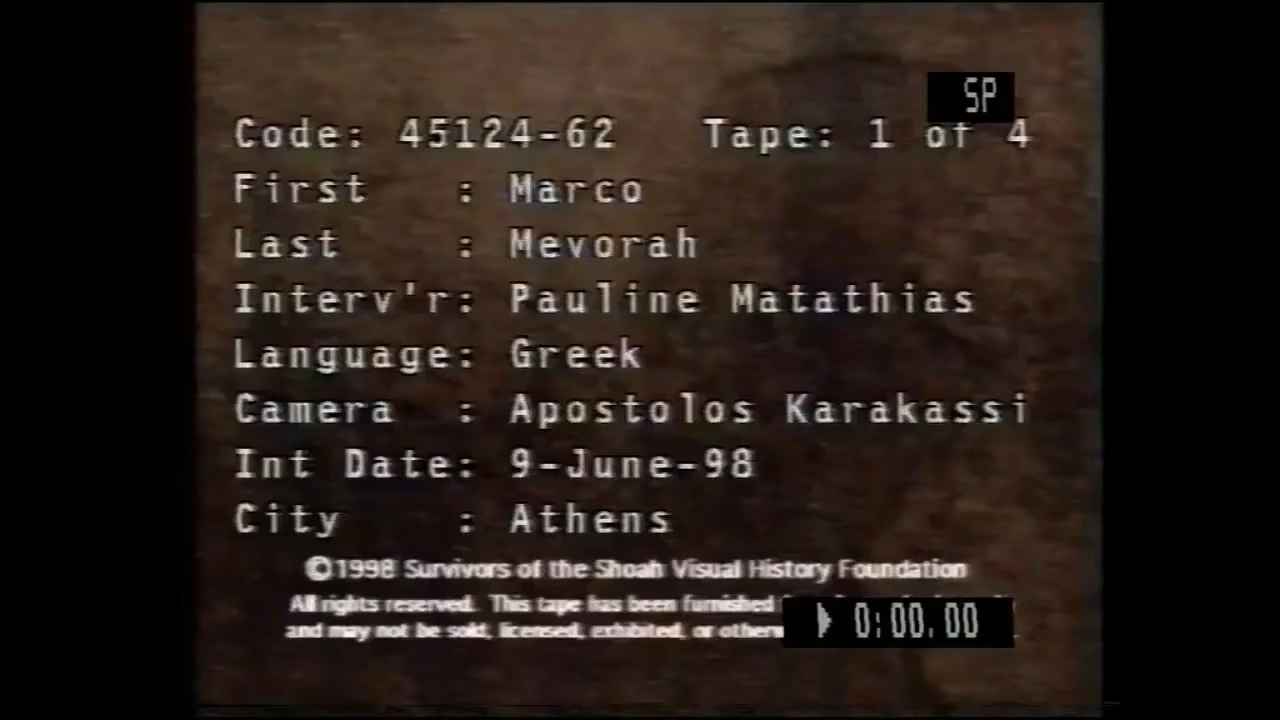 SP
Code: 45124-62 Tape: 1 of 4
First : Marco
Last : Mevorah
Interv'r: Pauline Matathias
Language: Greek
Camera : Apostolos Karakassi
Int Date: 9-June-98
City : Athens
©1998 Survivors of the Shoah Visual History Foundation
All rights reserved. This tape has been furnished
and may not be sold, licensed, exhibited, or
0:00.00